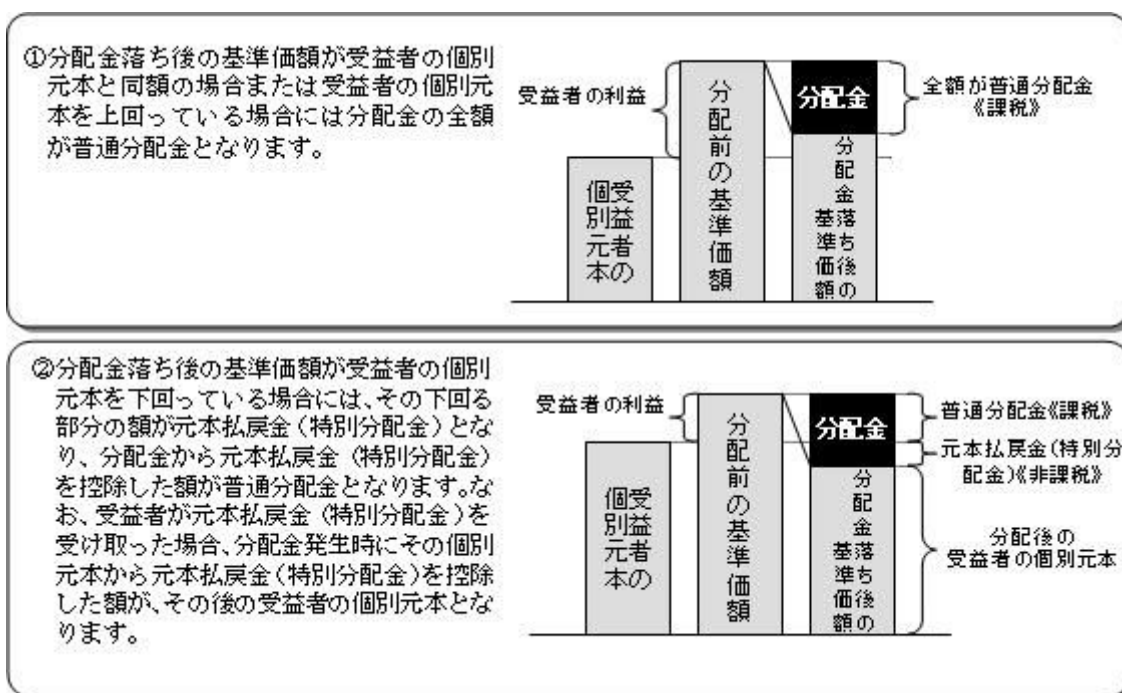 ①分配金落ち後の基準価額が受益者の個別
元本と同額の場合または受益者の個別元
本を上回っている場合には分配金の全額
が普通分配金となります。
受益者の利益
個別元本
受益者の
分配前の基準価額
分配金
分配金落ち後の
基準価額
全額が普通分配金
《課税》
②分配金落ち後の基準価額が受益者の個別
元本を下回っている場合には、その下回る
部分の額が元本払戻金（特別分配金）とな
り、分配金から元本払戻金（特別分配金）
を控除した額が普通分配金となります。な
お、受益者が元本払戻金（特別分配金）を
受け取った場合、分配金発生時にその個別
元本から元本払戻金（特別分配金）を控除
した額が、その後の受益者の個別元本とな
ります。
受益者の利益
受益者の
個別元本
分配前の基準価額
分配金
分配金落ち後の
基準価額
普通分配金《課税》
元本払戻金（特別分
配金）《非課税》
分配後の
受益者の個別元本